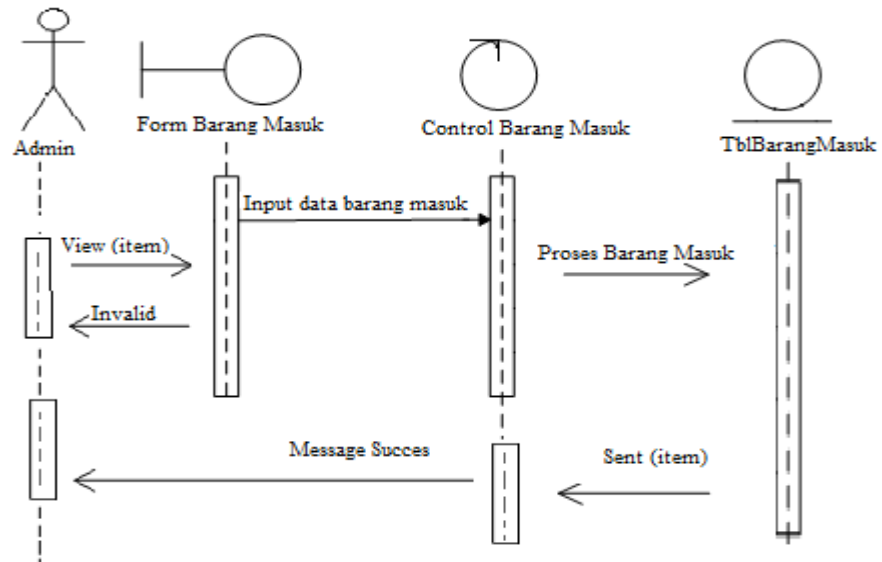 Admin
Form Barang Masuk
Control Barang Masuk
TblBarangMasuk
Input data barang masuk
View (item)
Proses Barang Masuk
Invalid
Message Succes
Sent (item)